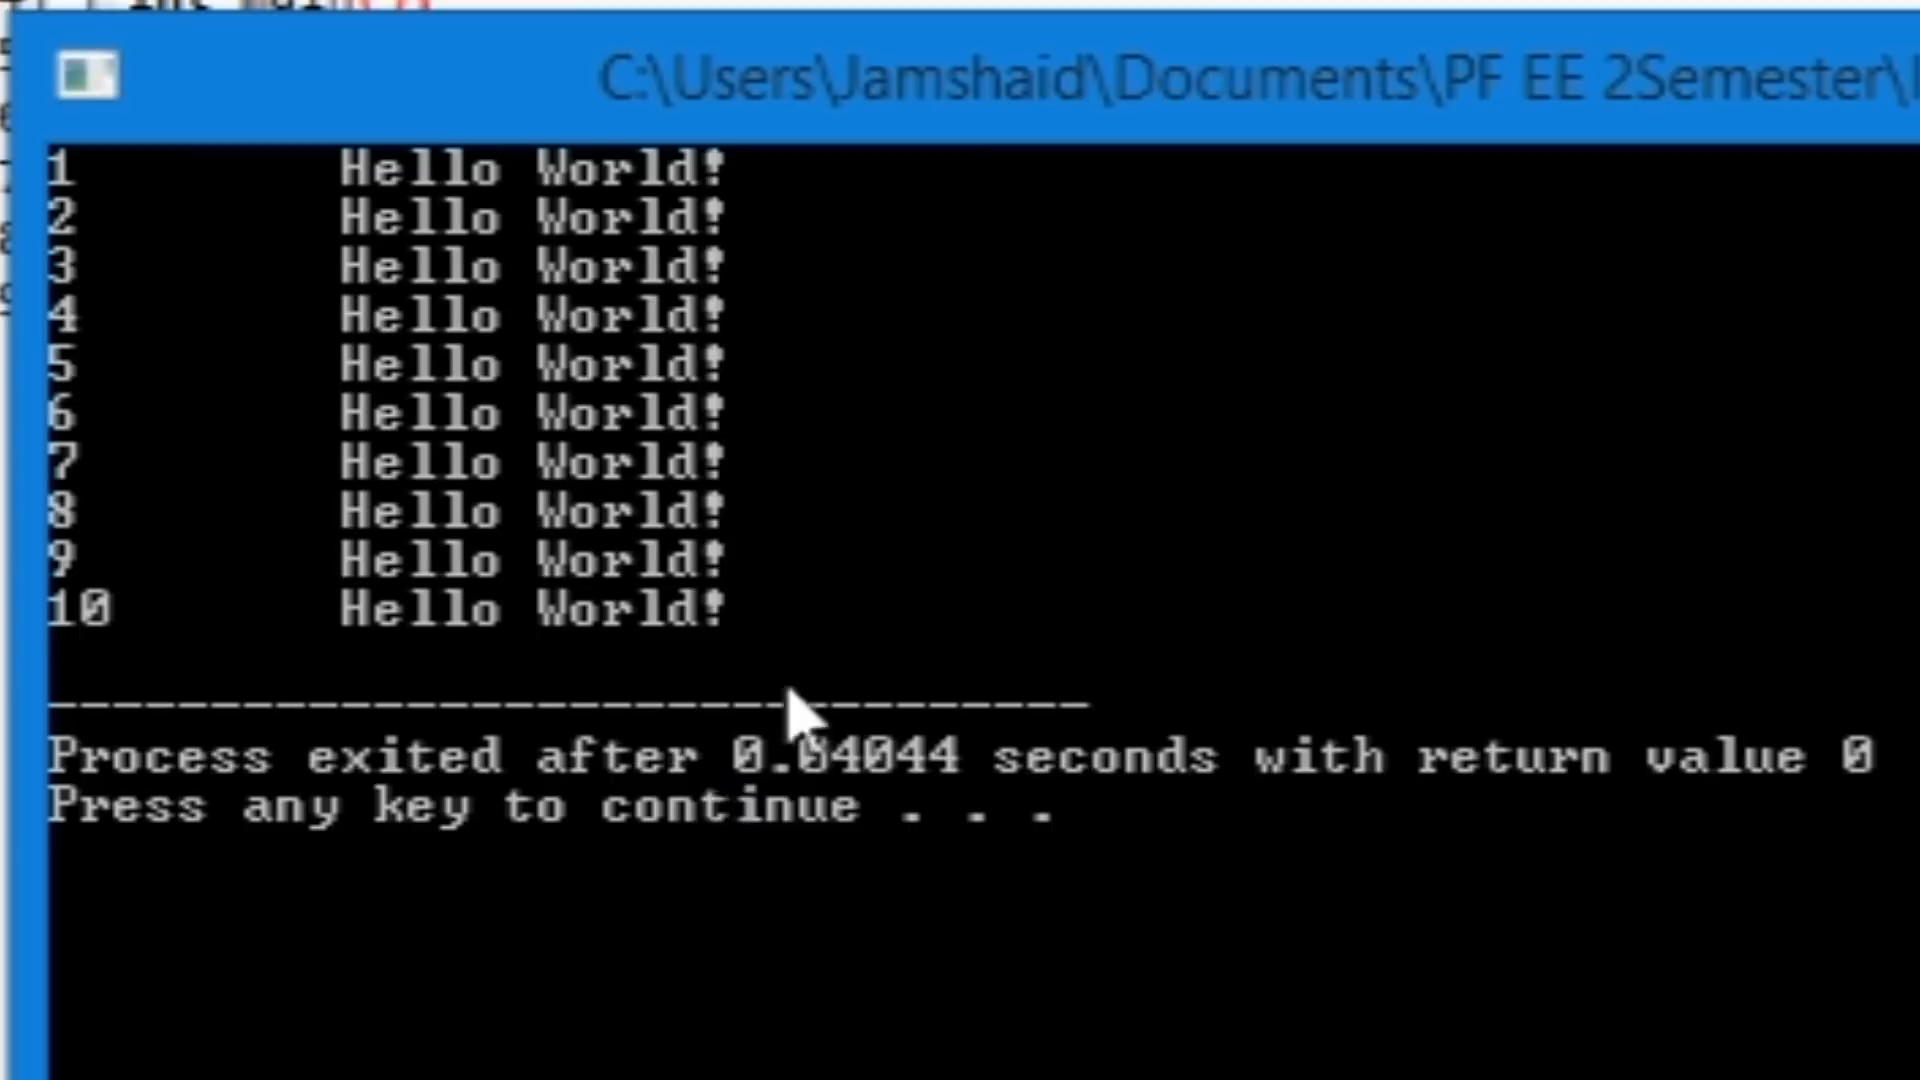 C:\Users\Jamshaid\Documents\PF EE 2Semester\
1 Hello World!
2 Hello World!
3 Hello World!
4 Hello World!
5 Hello World!
6 Hello World!
7 Hello World!
8 Hello World!
9 Hello World!
10 Hello World!
--------------------------------
Process exited after 0.04044 seconds with return value 0
Press any key to continue . . .